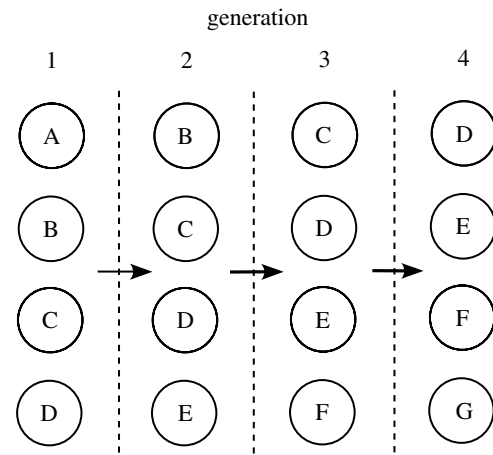 generation
1 2 3 4
A B C D
B C D E
C D E F
D E F G